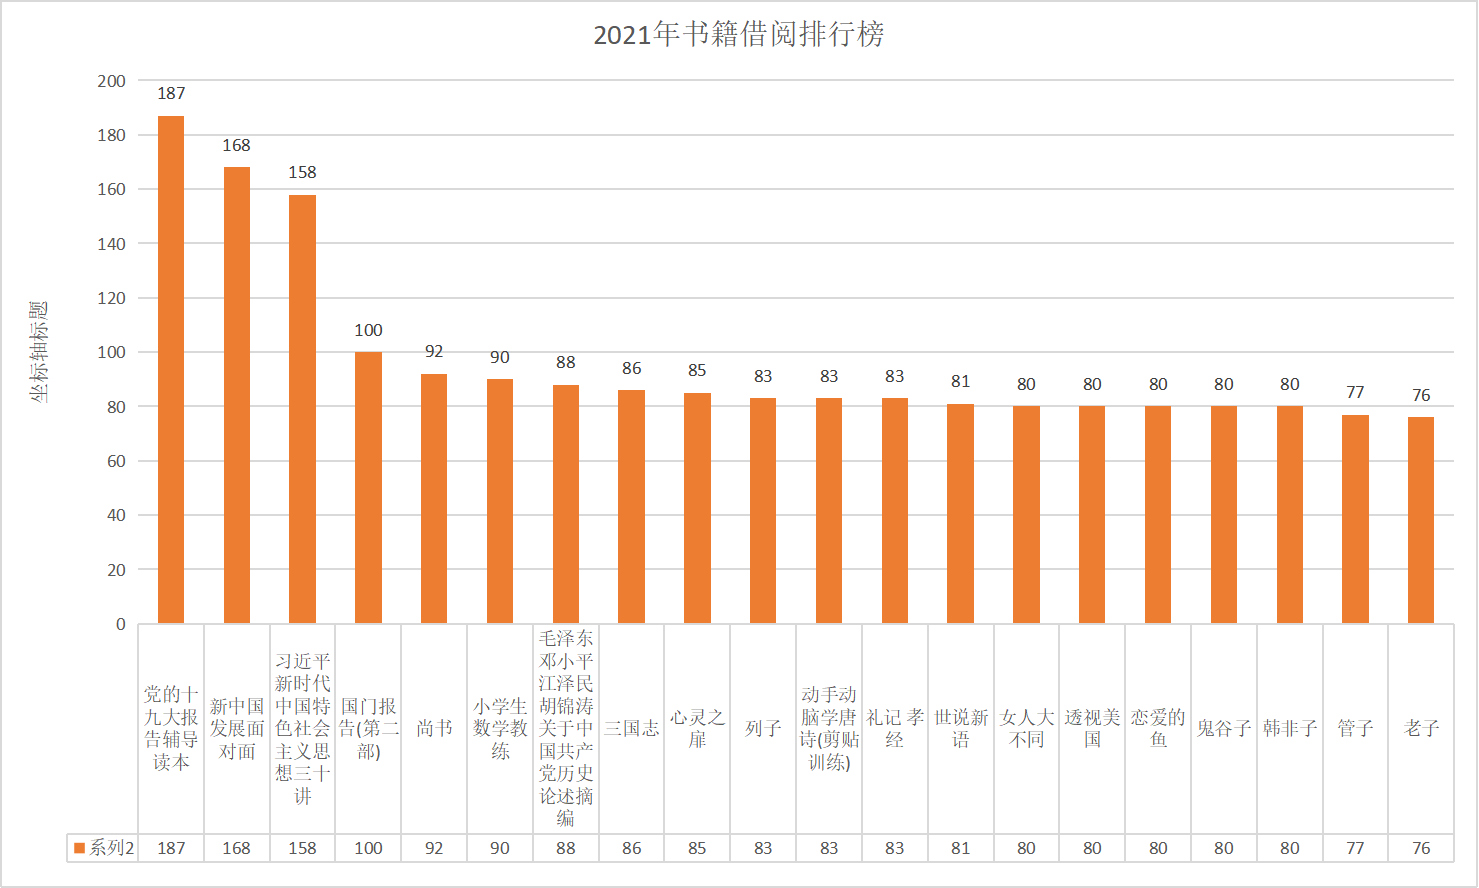 2021年书籍借阅排行榜
坐标轴标题
200
180
160
140
120
100
80
60
40
20
0
187
168
158
100
92
90
88
86
85
83
83
83
81
80
80
80
80
80
77
76
党的十
九大报
告辅导
读本
新中国
发展面
对面
习近平
新时代
中国特
色社会
主义思
想三十
讲
国门报
告(第二
部)
尚书
小学生
数学教
练
毛泽东
邓小平
江泽民
胡锦涛
关于中
国共产
党历史
论述摘
编
三国志
心灵之
扉
列子
动手动
脑学唐
诗(剪贴
训练)
礼记 孝
经
世说新
语
女人大
不同
透视美
国
恋爱的
鱼
鬼谷子
韩非子
管子
老子
系列2 187 168 158 100 92 90 88 86 85 83 83 83 81 80 80 80 80 80 77 76